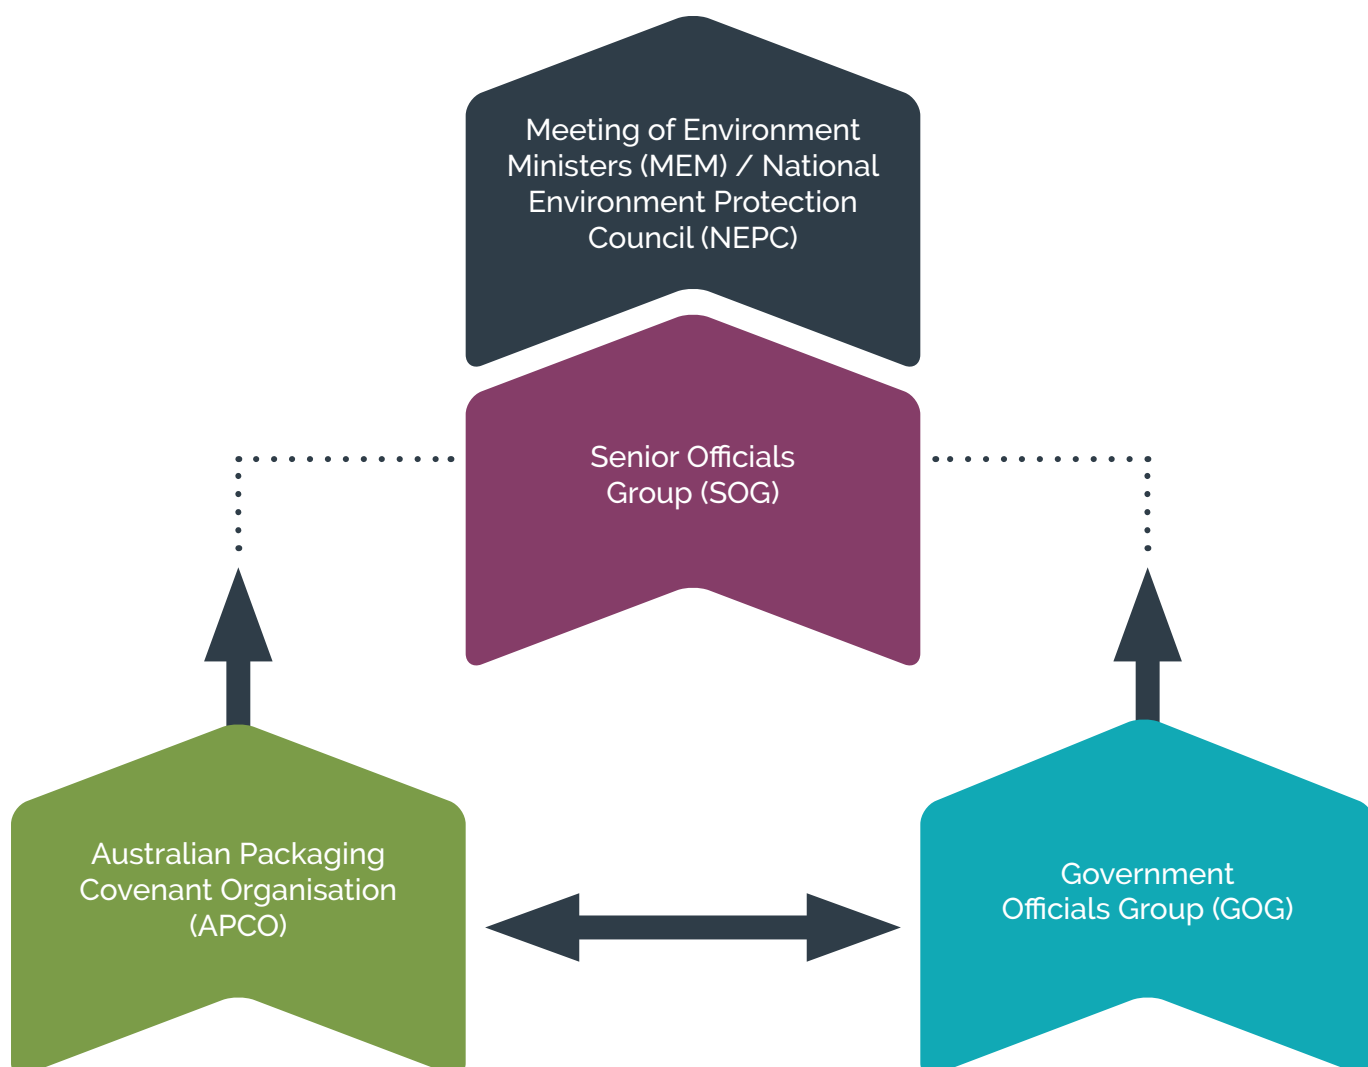 Meeting of Environment
Ministers (MEM) / National
Environment Protection
Council (NEPC)
Senior Officials
Group (SOG)
Australian Packaging
Covenant Organisation
(APCO)
Government
Officials Group (GOG)